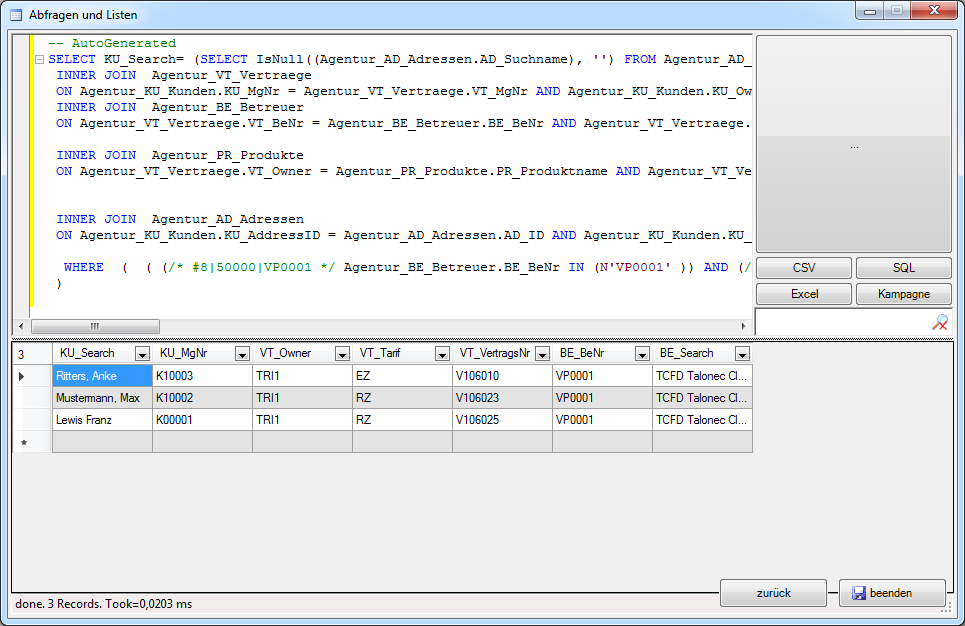 Abfragen und Listen
-- AutoGenerated
SELECT KU_Search= (SELECT IsNull((Agentur_AD_Adressen.AD_Suchname), '') FROM Agentur_AD_
INNER JOIN Agentur_VT_Vertraege
ON Agentur_KU_Kunden.KU_MgNr = Agentur_VT_Vertraege.VT_MgNr AND Agentur_KU_Kunden.KU_Ow
INNER JOIN Agentur_BE_Betreuer
ON Agentur_VT_Vertraege.VT_BeNr = Agentur_BE_Betreuer.BE_BeNr AND Agentur_VT_Vertraege.
INNER JOIN Agentur_PR_Produkte
ON Agentur_VT_Vertraege.VT_Owner = Agentur_PR_Produkte.PR_Produktname AND Agentur_VT_Ve
INNER JOIN Agentur_AD_Adressen
ON Agentur_KU_Kunden.KU_AddressID = Agentur_AD_Adressen.AD_ID AND Agentur_KU_Kunden.KU_
WHERE ( ( (/* #8|50000|VP0001 */ Agentur_BE_Betreuer.BE_BeNr IN (N'VP0001' )) AND (/
)
...
CSV SQL
Excel Kampagne
3 KU_Search KU_MgNr VT_Owner VT_Tarif VT_VertragsNr BE_BeNr BE_Search
Ritters, Anke K10003 TRI1 EZ V106010 VP0001 TCFD Talonec Cl...
Mustermann, Max K10002 TRI1 RZ V106023 VP0001 TCFD Talonec Cl...
Lewis Franz K00001 TRI1 RZ V106025 VP0001 TCFD Talonec Cl...
*
zurück beenden
done. 3 Records. Took=0,0203 ms